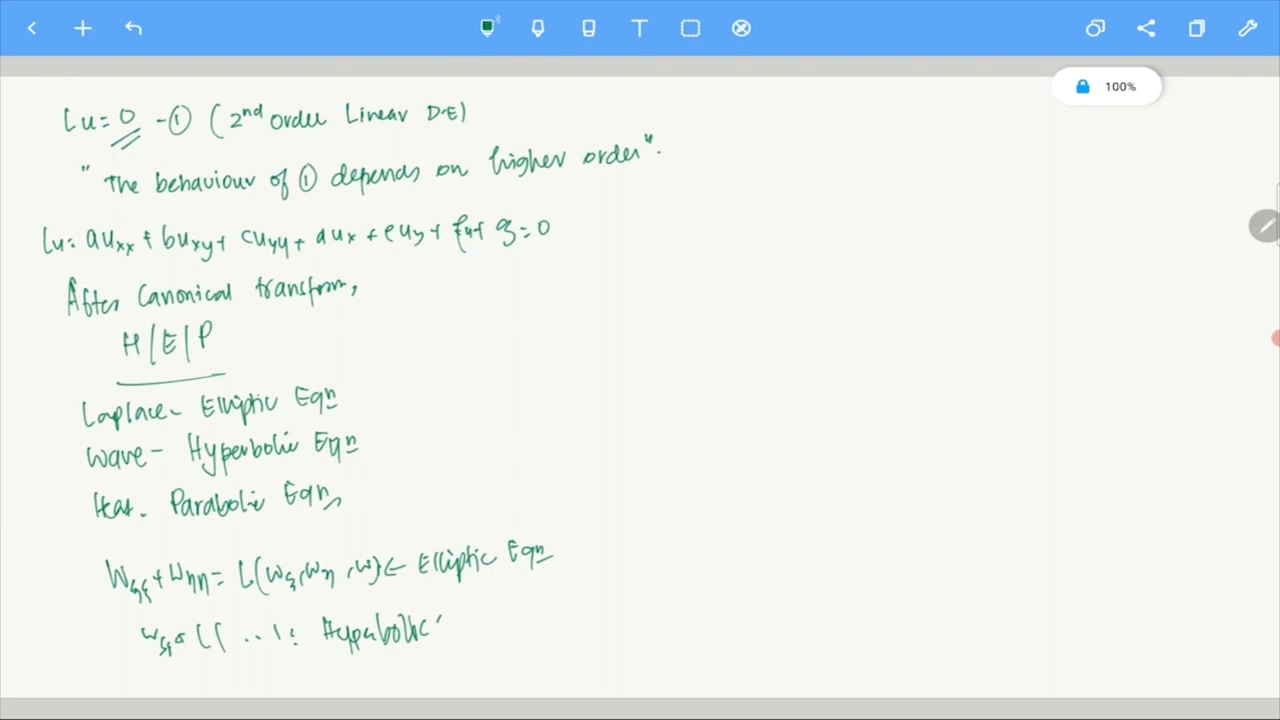 100%
Lu = 0 - ① (2nd order Linear D.E)
" The behaviour of ① depends on higher order".
Lu = auxx + buxy + cuyy + dux + euy + fu + g = 0
After Canonical transform,
H/E/P
Laplace - Elliptic Eqn
Wave - Hyperbolic Eqn
Heat - Parabolic Eqn
Wξξ + Wηη = L(Wξ, Wη, W) ← Elliptic Eqn
Hyperbolic